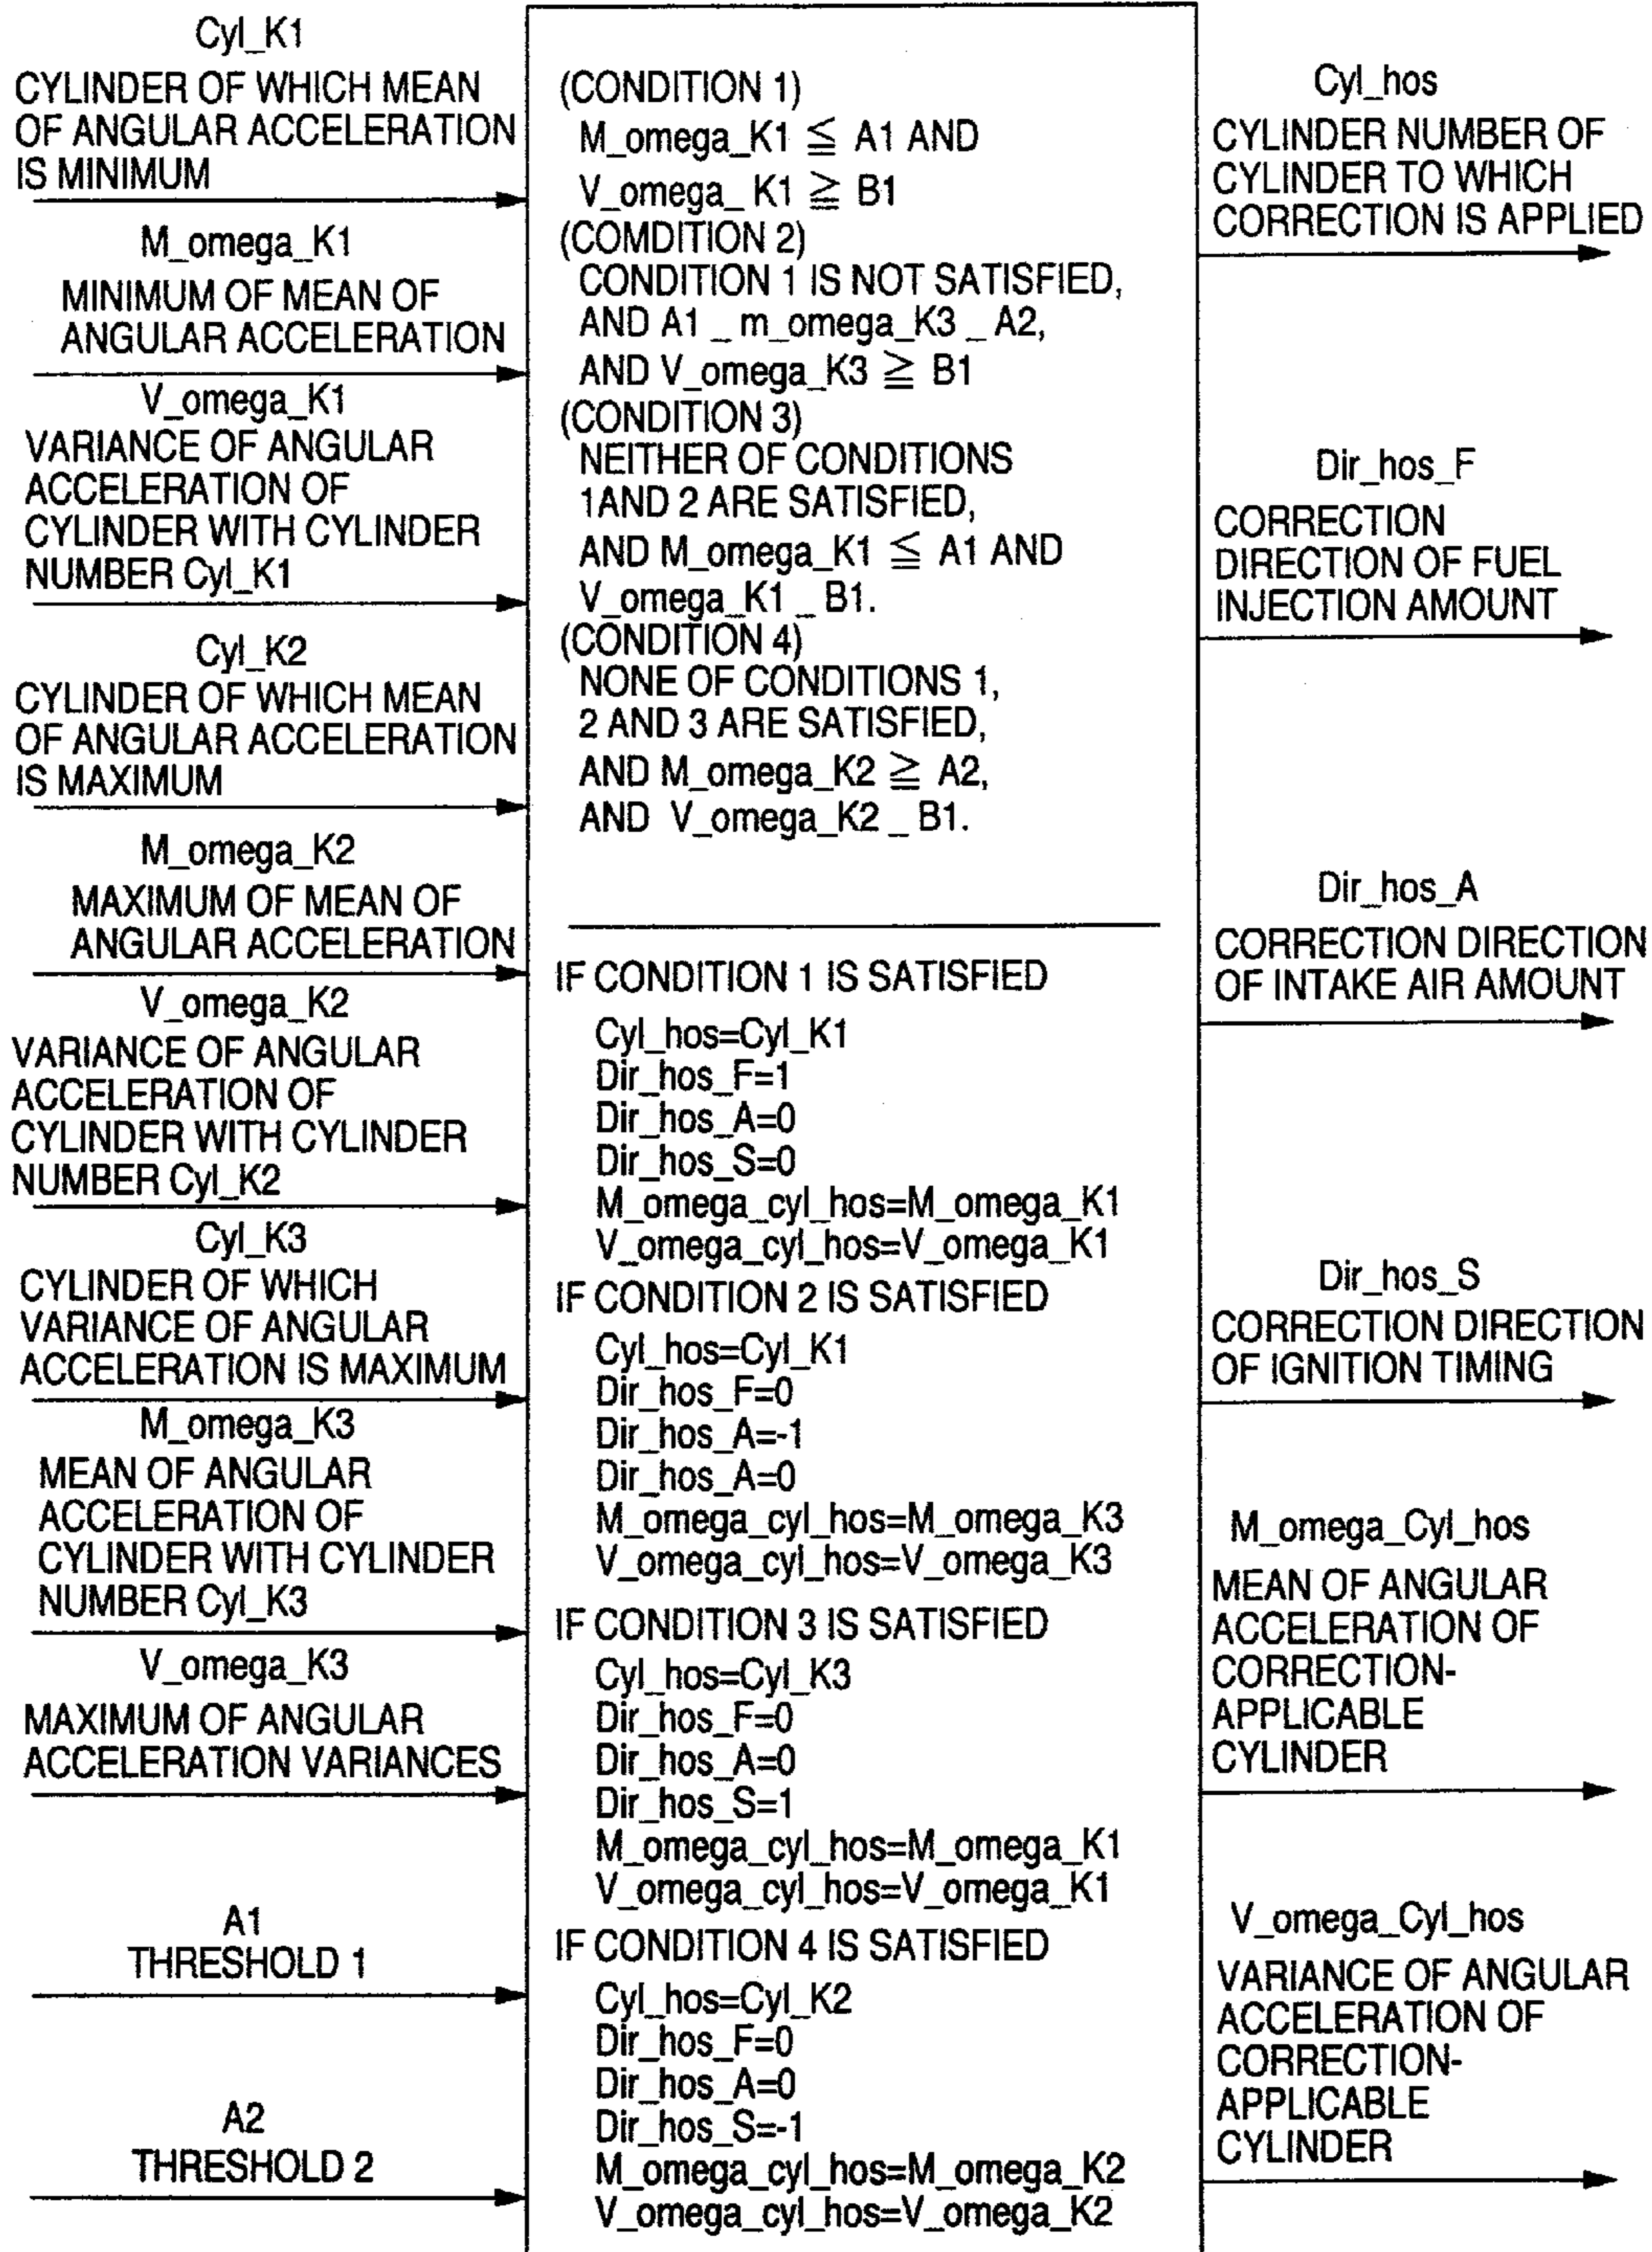 Cyl_K1
CYLINDER OF WHICH MEAN
OF ANGULAR ACCELERATION
IS MINIMUM
M_omega_K1
MINIMUM OF MEAN OF
ANGULAR ACCELERATION
V_omega_K1
VARIANCE OF ANGULAR
ACCELERATION OF
CYLINDER WITH CYLINDER
NUMBER Cyl_K1
Cyl_K2
CYLINDER OF WHICH MEAN
OF ANGULAR ACCELERATION
IS MAXIMUM
M_omega_K2
MAXIMUM OF MEAN OF
ANGULAR ACCELERATION
V_omega_K2
VARIANCE OF ANGULAR
ACCELERATION OF
CYLINDER WITH CYLINDER
NUMBER Cyl_K2
Cyl_K3
CYLINDER OF WHICH
VARIANCE OF ANGULAR
ACCELERATION IS MAXIMUM
M_omega_K3
MEAN OF ANGULAR
ACCELERATION OF
CYLINDER WITH CYLINDER
NUMBER Cyl_K3
V_omega_K3
MAXIMUM OF ANGULAR
ACCELERATION VARIANCES
A1
THRESHOLD 1
A2
THRESHOLD 2
(CONDITION 1)
M_omega_K1 ≦ A1 AND
V_omega_ K1 ≧ B1
(COMDITION 2)
CONDITION 1 IS NOT SATISFIED,
AND A1 _ m_omega_K3 _ A2,
AND V_omega_K3 ≧ B1
(CONDITION 3)
NEITHER OF CONDITIONS
1AND 2 ARE SATISFIED,
AND M_omega_K1 ≦ A1 AND
V_omega_K1 _ B1.
(CONDITION 4)
NONE OF CONDITIONS 1,
2 AND 3 ARE SATISFIED,
AND M_omega_K2 ≧ A2,
AND V_omega_K2 _ B1.
IF CONDITION 1 IS SATISFIED
Cyl_hos=Cyl_K1
Dir_hos_F=1
Dir_hos_A=0
Dir_hos_S=0
M_omega_cyl_hos=M_omega_K1
V_omega_cyl_hos=V_omega_K1
IF CONDITION 2 IS SATISFIED
Cyl_hos=Cyl_K1
Dir_hos_F=0
Dir_hos_A=-1
Dir_hos_A=0
M_omega_cyl_hos=M_omega_K3
V_omega_cyl_hos=V_omega_K3
IF CONDITION 3 IS SATISFIED
Cyl_hos=Cyl_K3
Dir_hos_F=0
Dir_hos_A=0
Dir_hos_S=1
M_omega_cyl_hos=M_omega_K1
V_omega_cyl_hos=V_omega_K1
IF CONDITION 4 IS SATISFIED
Cyl_hos=Cyl_K2
Dir_hos_F=0
Dir_hos_A=0
Dir_hos_S=-1
M_omega_cyl_hos=M_omega_K2
V_omega_cyl_hos=V_omega_K2
Cyl_hos
CYLINDER NUMBER OF
CYLINDER TO WHICH
CORRECTION IS APPLIED
Dir_hos_F
CORRECTION
DIRECTION OF FUEL
INJECTION AMOUNT
Dir_hos_A
CORRECTION DIRECTION
OF INTAKE AIR AMOUNT
Dir_hos_S
CORRECTION DIRECTION
OF IGNITION TIMING
M_omega_Cyl_hos
MEAN OF ANGULAR
ACCELERATION OF
CORRECTION-
APPLICABLE
CYLINDER
V_omega_Cyl_hos
VARIANCE OF ANGULAR
ACCELERATION OF
CORRECTION-
APPLICABLE
CYLINDER